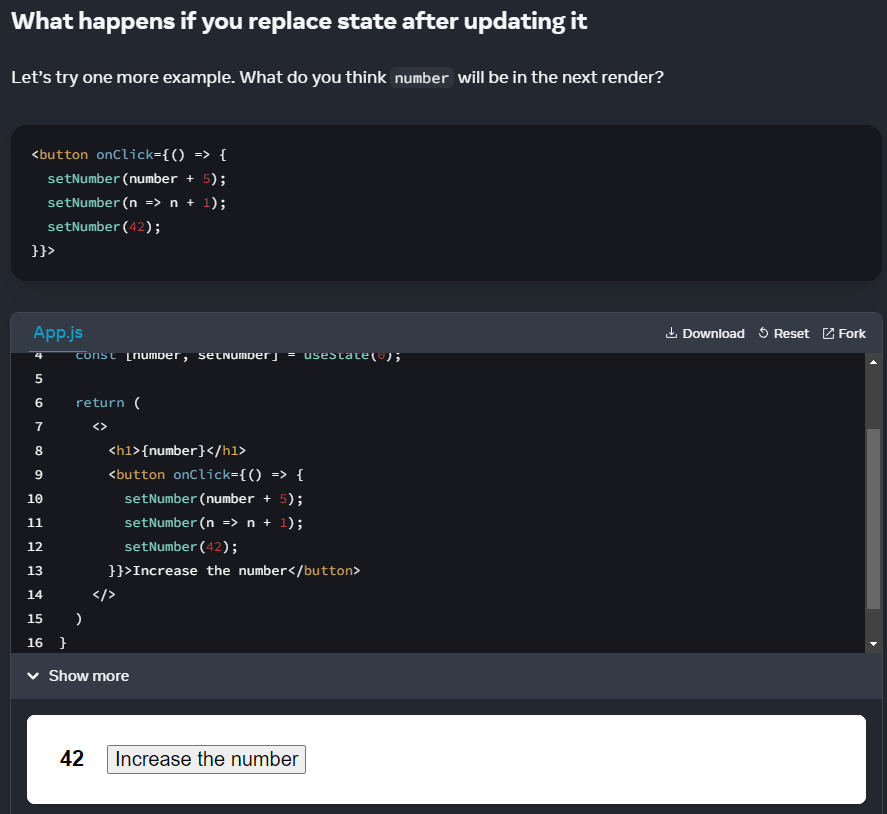 What happens if you replace state after updating it
Let's try one more example. What do you think number will be in the next render?
<button onClick={() => {
  setNumber(number + 5);
  setNumber(n => n + 1);
  setNumber(42);
}}>
App.js
Download Reset Fork
4   const [number, setNumber] = useState(0);
5
6   return (
7     <>
8       <h1>{number}</h1>
9       <button onClick={() => {
10         setNumber(number + 5);
11         setNumber(n => n + 1);
12         setNumber(42);
13       }}>Increase the number</button>
14     </>
15   )
16 }
Show more
42 Increase the number